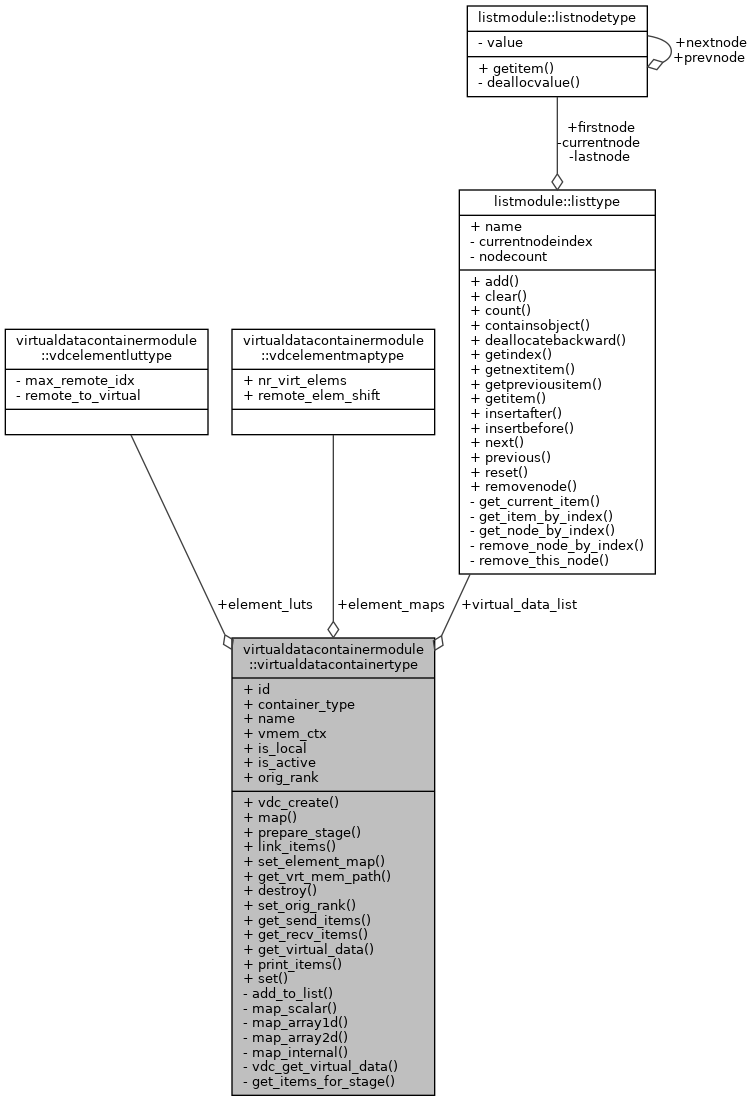 listmodule::listnodetype
- value
+ getitem()
- deallocvalue()
+nextnode
+prevnode
+firstnode
-currentnode
-lastnode
listmodule::listtype
+ name
- currentnodeindex
- nodecount
+ add()
+ clear()
+ count()
+ containsobject()
+ deallocatebackward()
+ getindex()
+ getnextitem()
+ getpreviousitem()
+ getitem()
+ insertafter()
+ insertbefore()
+ next()
+ previous()
+ reset()
+ removenode()
- get_current_item()
- get_item_by_index()
- get_node_by_index()
- remove_node_by_index()
- remove_this_node()
virtualdatacontainermodule
::vdcelementluttype
- max_remote_idx
- remote_to_virtual
virtualdatacontainermodule
::vdcelementmaptype
+ nr_virt_elems
+ remote_elem_shift
+element_luts
+element_maps
+virtual_data_list
virtualdatacontainermodule
::virtualdatacontainertype
+ id
+ container_type
+ name
+ vmem_ctx
+ is_local
+ is_active
+ orig_rank
+ vdc_create()
+ map()
+ prepare_stage()
+ link_items()
+ set_element_map()
+ get_vrt_mem_path()
+ destroy()
+ set_orig_rank()
+ get_send_items()
+ get_recv_items()
+ get_virtual_data()
+ print_items()
+ set()
- add_to_list()
- map_scalar()
- map_array1d()
- map_array2d()
- map_internal()
- vdc_get_virtual_data()
- get_items_for_stage()